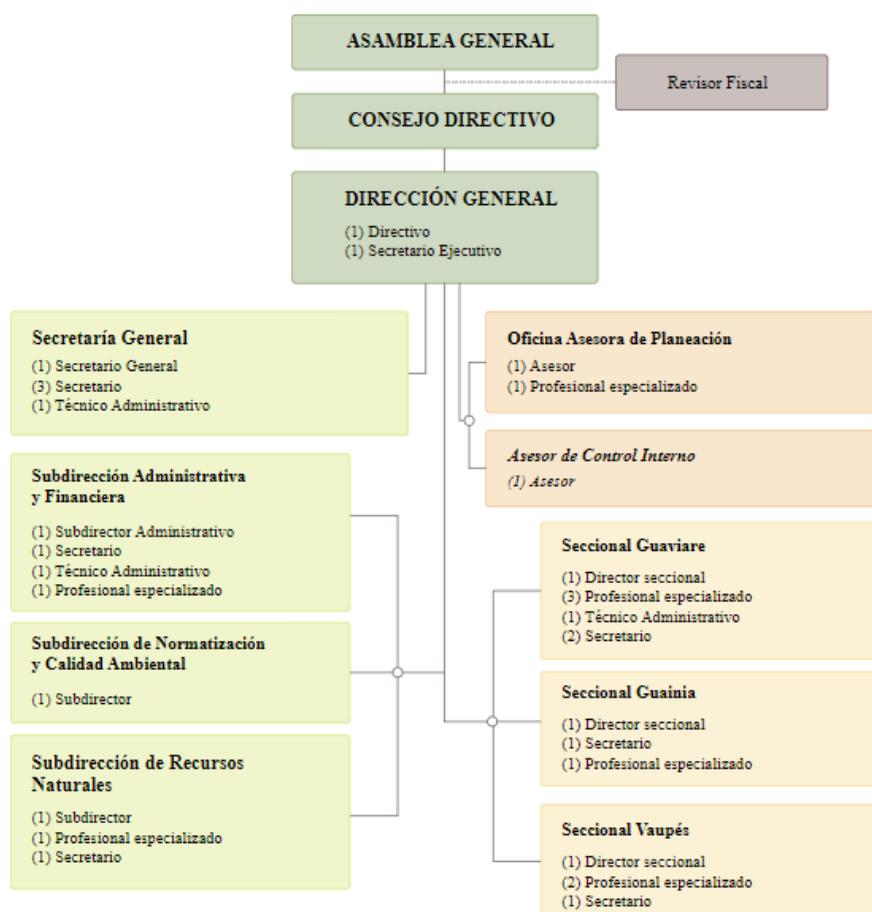 ASAMBLEA GENERAL
Revisor Fiscal
CONSEJO DIRECTIVO
DIRECCIÓN GENERAL
(1) Directivo
(1) Secretario Ejecutivo
Secretaría General
(1) Secretario General
(3) Secretario
(1) Técnico Administrativo
Oficina Asesora de Planeación
(1) Asesor
(1) Profesional especializado
Asesor de Control Interno
(1) Asesor
Subdirección Administrativa
y Financiera
(1) Subdirector Administrativo
(1) Secretario
(1) Técnico Administrativo
(1) Profesional especializado
Subdirección de Normatización
y Calidad Ambiental
(1) Subdirector
Subdirección de Recursos
Naturales
(1) Subdirector
(1) Profesional especializado
(1) Secretario
Seccional Guaviare
(1) Director seccional
(3) Profesional especializado
(1) Técnico Administrativo
(2) Secretario
Seccional Guainia
(1) Director seccional
(1) Secretario
(1) Profesional especializado
Seccional Vaupés
(1) Director seccional
(2) Profesional especializado
(1) Secretario